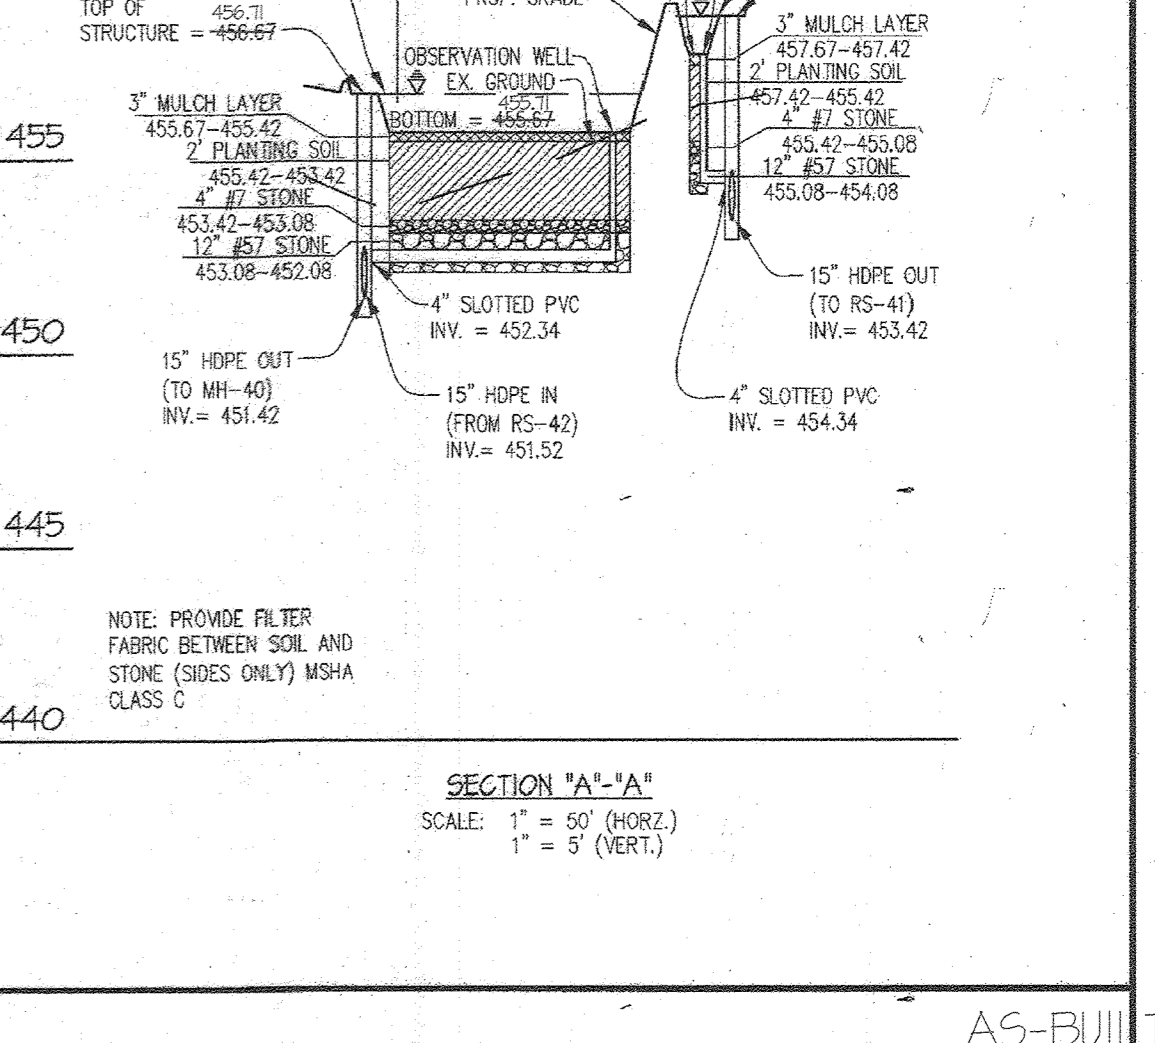 TOP OF
456.71
STRUCTURE = 456.67
OBSERVATION WELL
EX. GROUND
455.71
BOTTOM = 455.67
3" MULCH LAYER
455.67-455.42
2' PLANTING SOIL
455.42-453.42
4" #7 STONE
453.42-453.08
12" #57 STONE
453.08-452.08
3" MULCH LAYER
457.67-457.42
2' PLANTING SOIL
457.42-455.42
4" #7 STONE
455.42-455.08
12" #57 STONE
455.08-454.08
455
450
445
440
4" SLOTTED PVC
INV. = 452.34
15" HDPE OUT
(TO MH-40)
INV.= 451.42
15" HDPE IN
(FROM RS-42)
INV.= 451.52
15" HDPE OUT
(TO RS-41)
INV.= 453.42
4" SLOTTED PVC
INV. = 454.34
NOTE: PROVIDE FILTER
FABRIC BETWEEN SOIL AND
STONE (SIDES ONLY) MSHA
CLASS C
SECTION "A"-"A"
SCALE: 1" = 50' (HORZ.)
1" = 5' (VERT.)
AS-BUILT